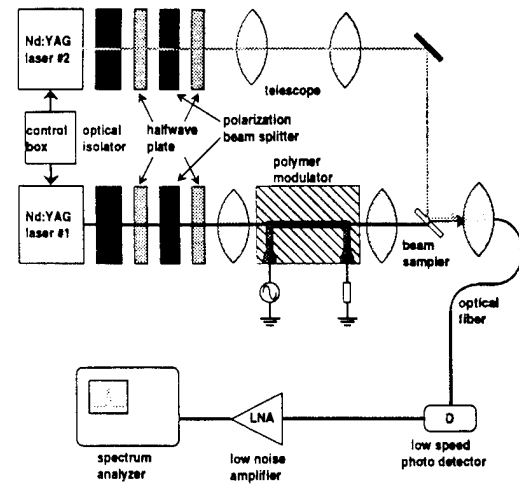 Nd:YAG
laser #2
telescope
control
box
optical
isolator
halfwave
plate
polarization
beam splitter
polymer
modulator
Nd:YAG
laser #1
beam
sampler
optical
fiber
LNA
D
spectrum
analyzer
low noise
amplifier
low speed
photo detector